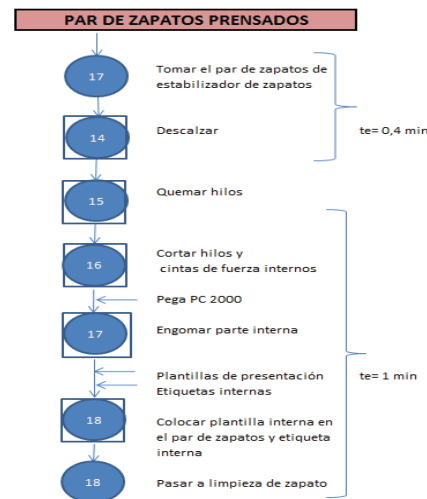 PAR DE ZAPATOS PRENSADOS
17
Tomar el par de zapatos de
estabilizador de zapatos
14
Descalzar
te= 0,4 min
15
Quemar hilos
16
Cortar hilos y
cintas de fuerza internos
Pega PC 2000
17
Engomar parte interna
Plantillas de presentación
te= 1 min
Etiquetas internas
18
Colocar plantilla interna en
el par de zapatos y etiqueta
interna
18
Pasar a limpieza de zapato